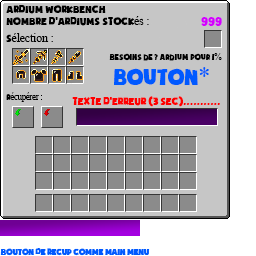 ARDIUM WORKBENCH
NOMBRE D'ARDIUMS STOCKés : 999
Sélection :
BESOINS DE ? ARDIUM POUR 1%
BOUTON*
Récupérer :
TEXTE D'ERREUR (3 SEC)...........
BOUTON DE RECUP COMME MAIN MENU